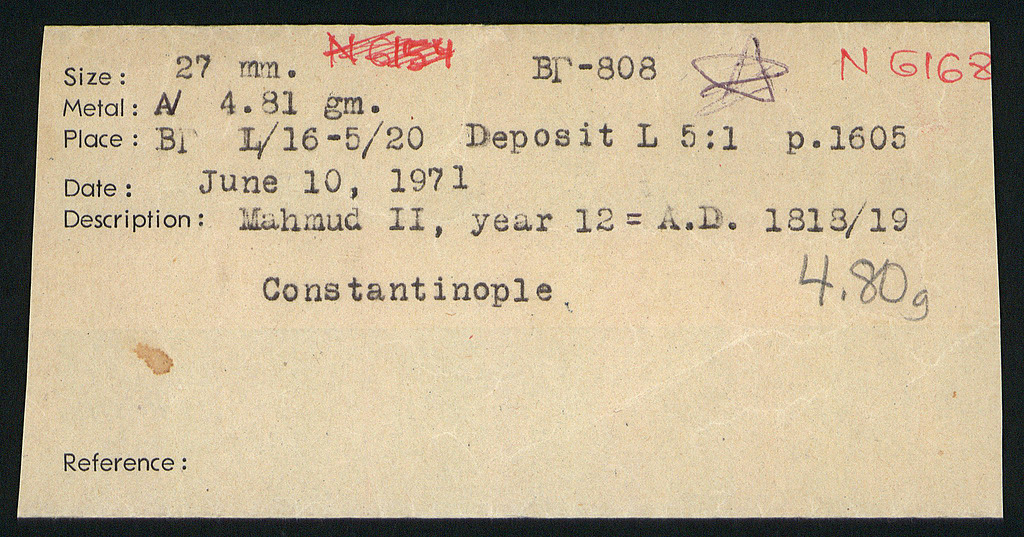 Size: 27 mm. N 6154 BΓ-808 N 6168
Metal: AV 4.81 gm.
Place: BΓ L/16-5/20 Deposit L 5:1 p.1605
Date: June 10, 1971
Description: Mahmud II, year 12 = A.D. 1818/19
Constantinople
4.80g
Reference: